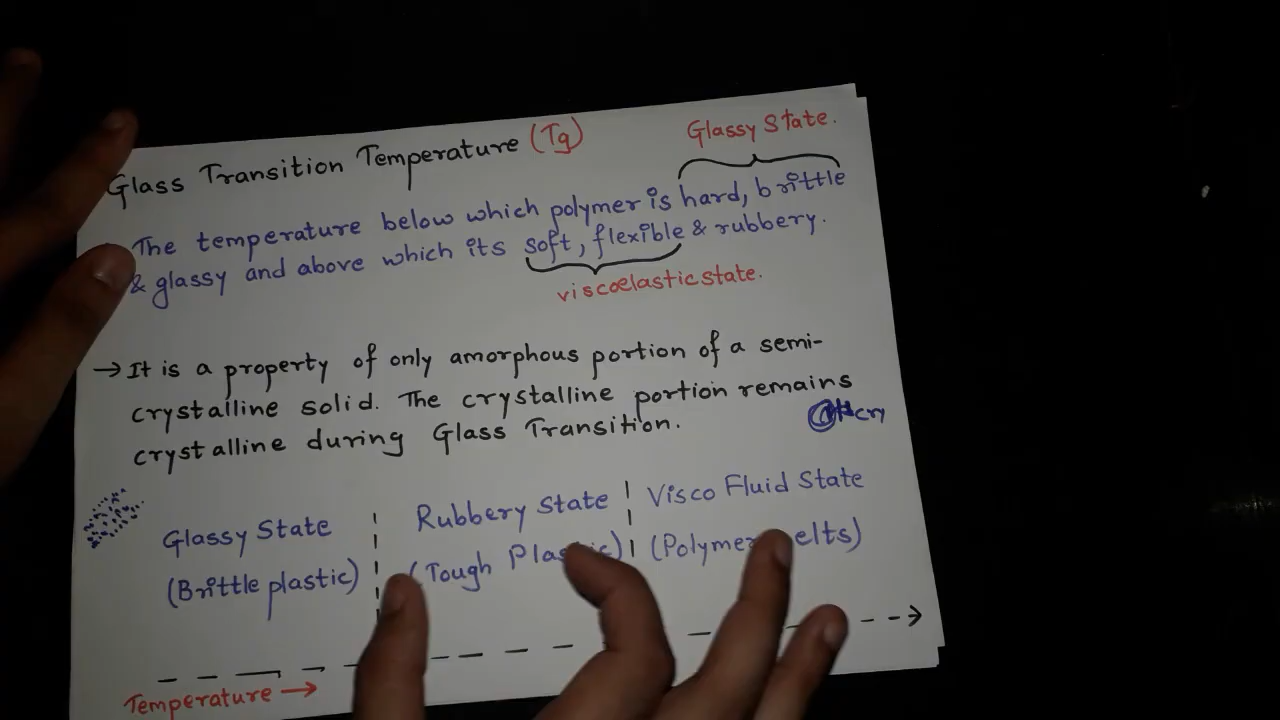 Glass Transition Temperature (Tg)
Glassy State.
The temperature below which polymer is hard, brittle
& glassy and above which its soft, flexible & rubbery.
viscoelastic state.
→ It is a property of only amorphous portion of a semi-
crystalline solid. The crystalline portion remains
crystalline during Glass Transition.
cry
Glassy State
(Brittle plastic)
Rubbery State
(Tough
Visco Fluid State
Temperature →